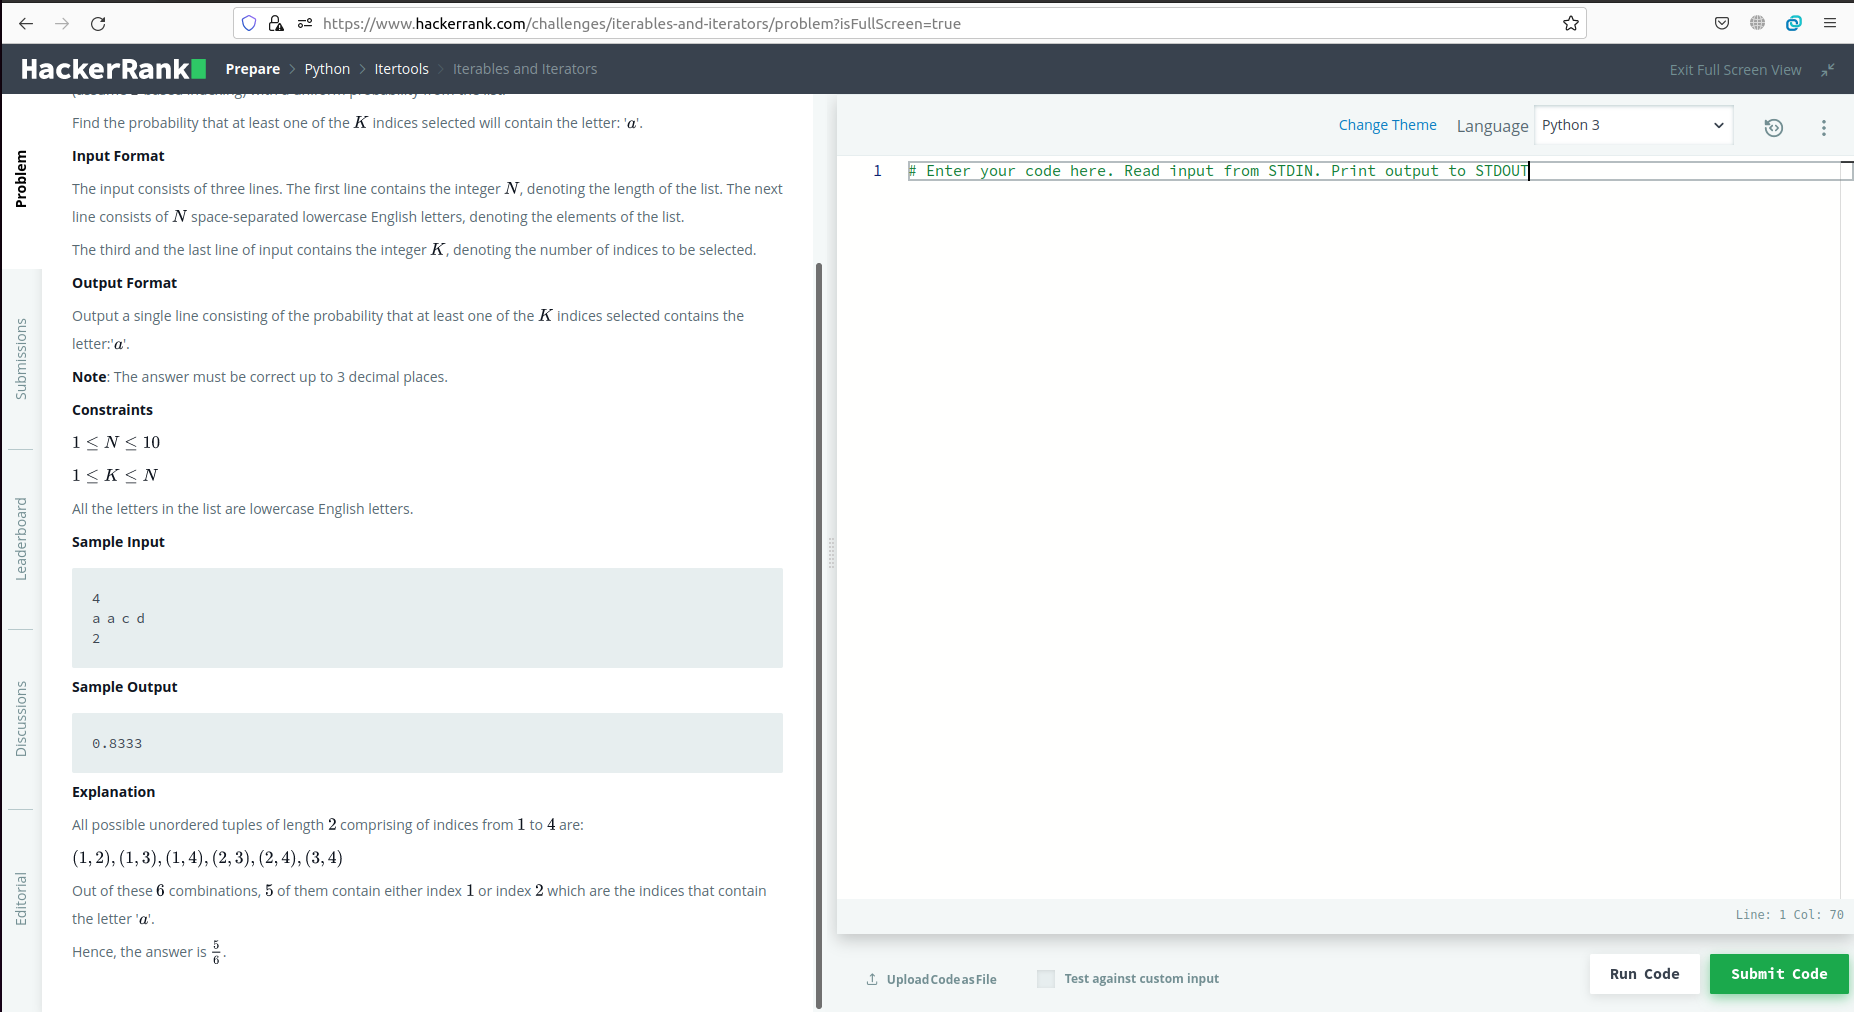 https://www.hackerrank.com/challenges/iterables-and-iterators/problem?isFullScreen=true
HackerRank Prepare > Python > Itertools > Iterables and Iterators
Exit Full Screen View
Problem
Submissions
Leaderboard
Discussions
Editorial
Find the probability that at least one of the K indices selected will contain the letter: 'a'.
Input Format
The input consists of three lines. The first line contains the integer N, denoting the length of the list. The next
line consists of N space-separated lowercase English letters, denoting the elements of the list.
The third and the last line of input contains the integer K, denoting the number of indices to be selected.
Output Format
Output a single line consisting of the probability that at least one of the K indices selected contains the
letter:'a'.
Note: The answer must be correct up to 3 decimal places.
Constraints
1 ≤ N ≤ 10
1 ≤ K ≤ N
All the letters in the list are lowercase English letters.
Sample Input
4
a a c d
2
Sample Output
0.8333
Explanation
All possible unordered tuples of length 2 comprising of indices from 1 to 4 are:
(1, 2), (1, 3), (1, 4), (2, 3), (2, 4), (3, 4)
Out of these 6 combinations, 5 of them contain either index 1 or index 2 which are the indices that contain
the letter 'a'.
Hence, the answer is 5/6.
Change Theme Language Python 3
1 # Enter your code here. Read input from STDIN. Print output to STDOUT
Line: 1 Col: 70
Upload Code as File Test against custom input
Run Code Submit Code